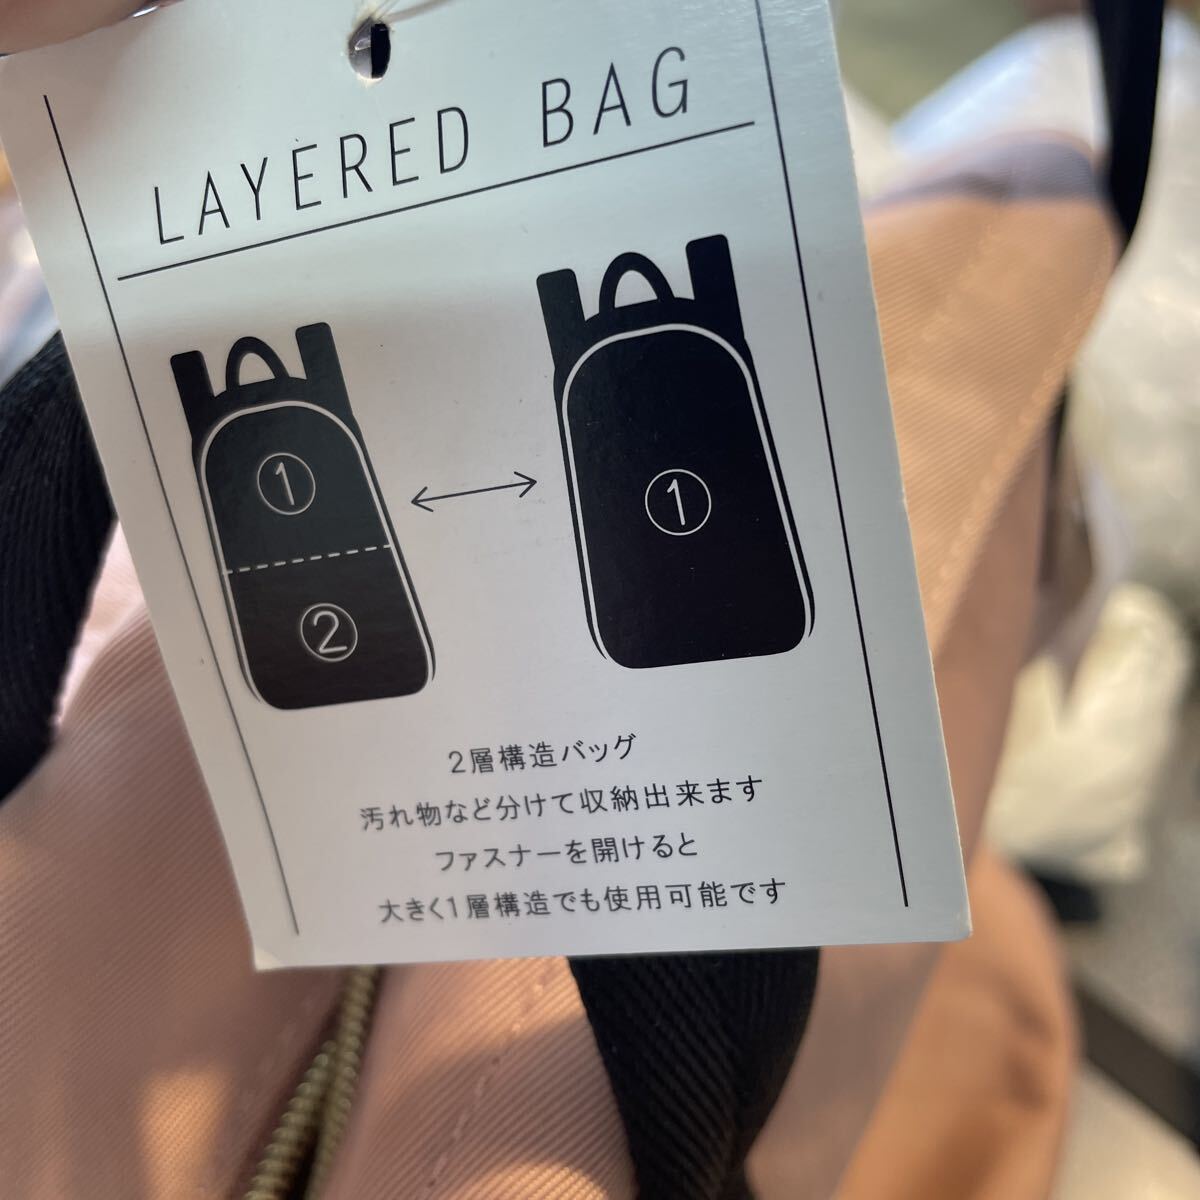 LAYERED BAG
①
②
①
2層構造バッグ
汚れ物など分けて収納出来ます
ファスナーを開けると
大きく1層構造でも使用可能です